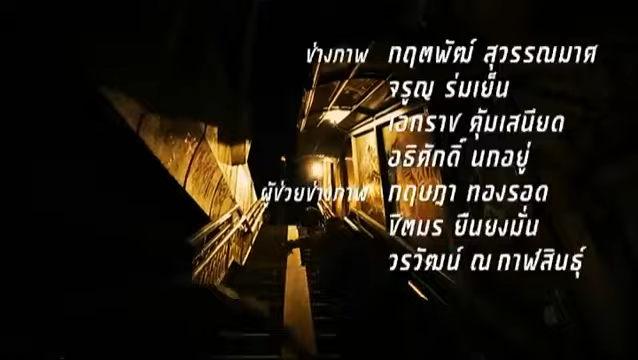 ช่างภาพ กฤตพัฒ์ สุวรรณมาศ
จรูญ ร่มเย็น
เอกราช คุ้มเสนียด
อธิศักดิ์ นกอยู่
ผู้ช่วยช่างภาพ กฤษฎา ทองรอด
ชีตมร ยืนยงมั่น
วรวัฒน์ ณ กาฬสินธุ์